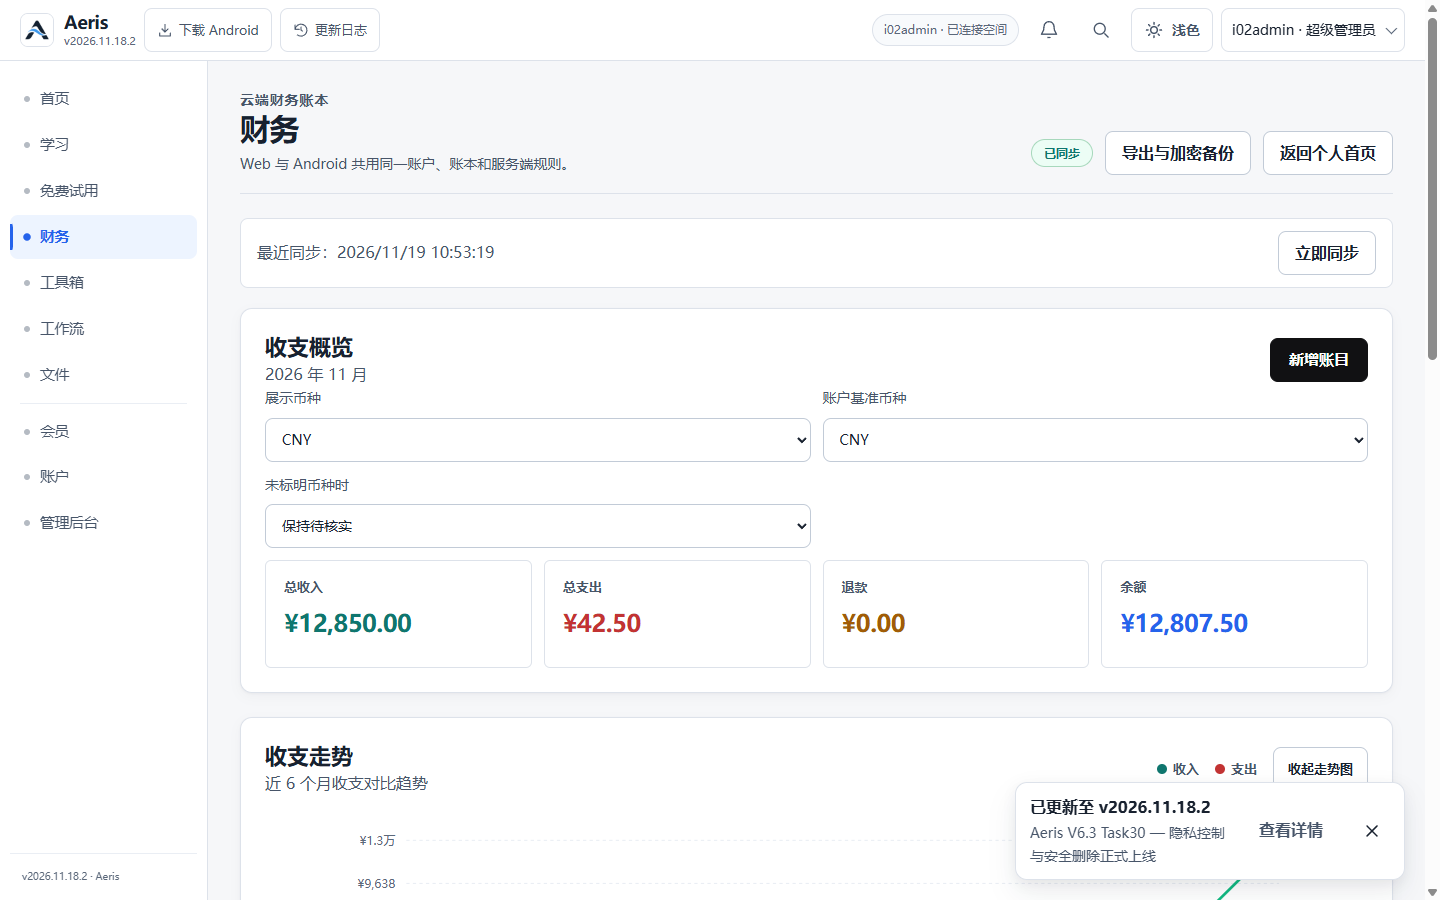 Aeris
v2026.11.18.2
下载 Android
更新日志
i02admin · 已连接空间
浅色
i02admin · 超级管理员
首页
学习
免费试用
财务
工具箱
工作流
文件
会员
账户
管理后台
v2026.11.18.2 · Aeris
云端财务账本
财务
Web 与 Android 共用同一账户、账本和服务端规则。
已同步
导出与加密备份
返回个人首页
最近同步：2026/11/19 10:53:19
立即同步
收支概览
2026 年 11 月
新增账目
展示币种
账户基准币种
CNY
CNY
未标明币种时
保持待核实
总收入
¥12,850.00
总支出
¥42.50
退款
¥0.00
余额
¥12,807.50
收支走势
近 6 个月收支对比趋势
收入
支出
收起走势图
¥1.3万
¥9,638
已更新至 v2026.11.18.2
Aeris V6.3 Task30 — 隐私控制
与安全删除正式上线
查看详情